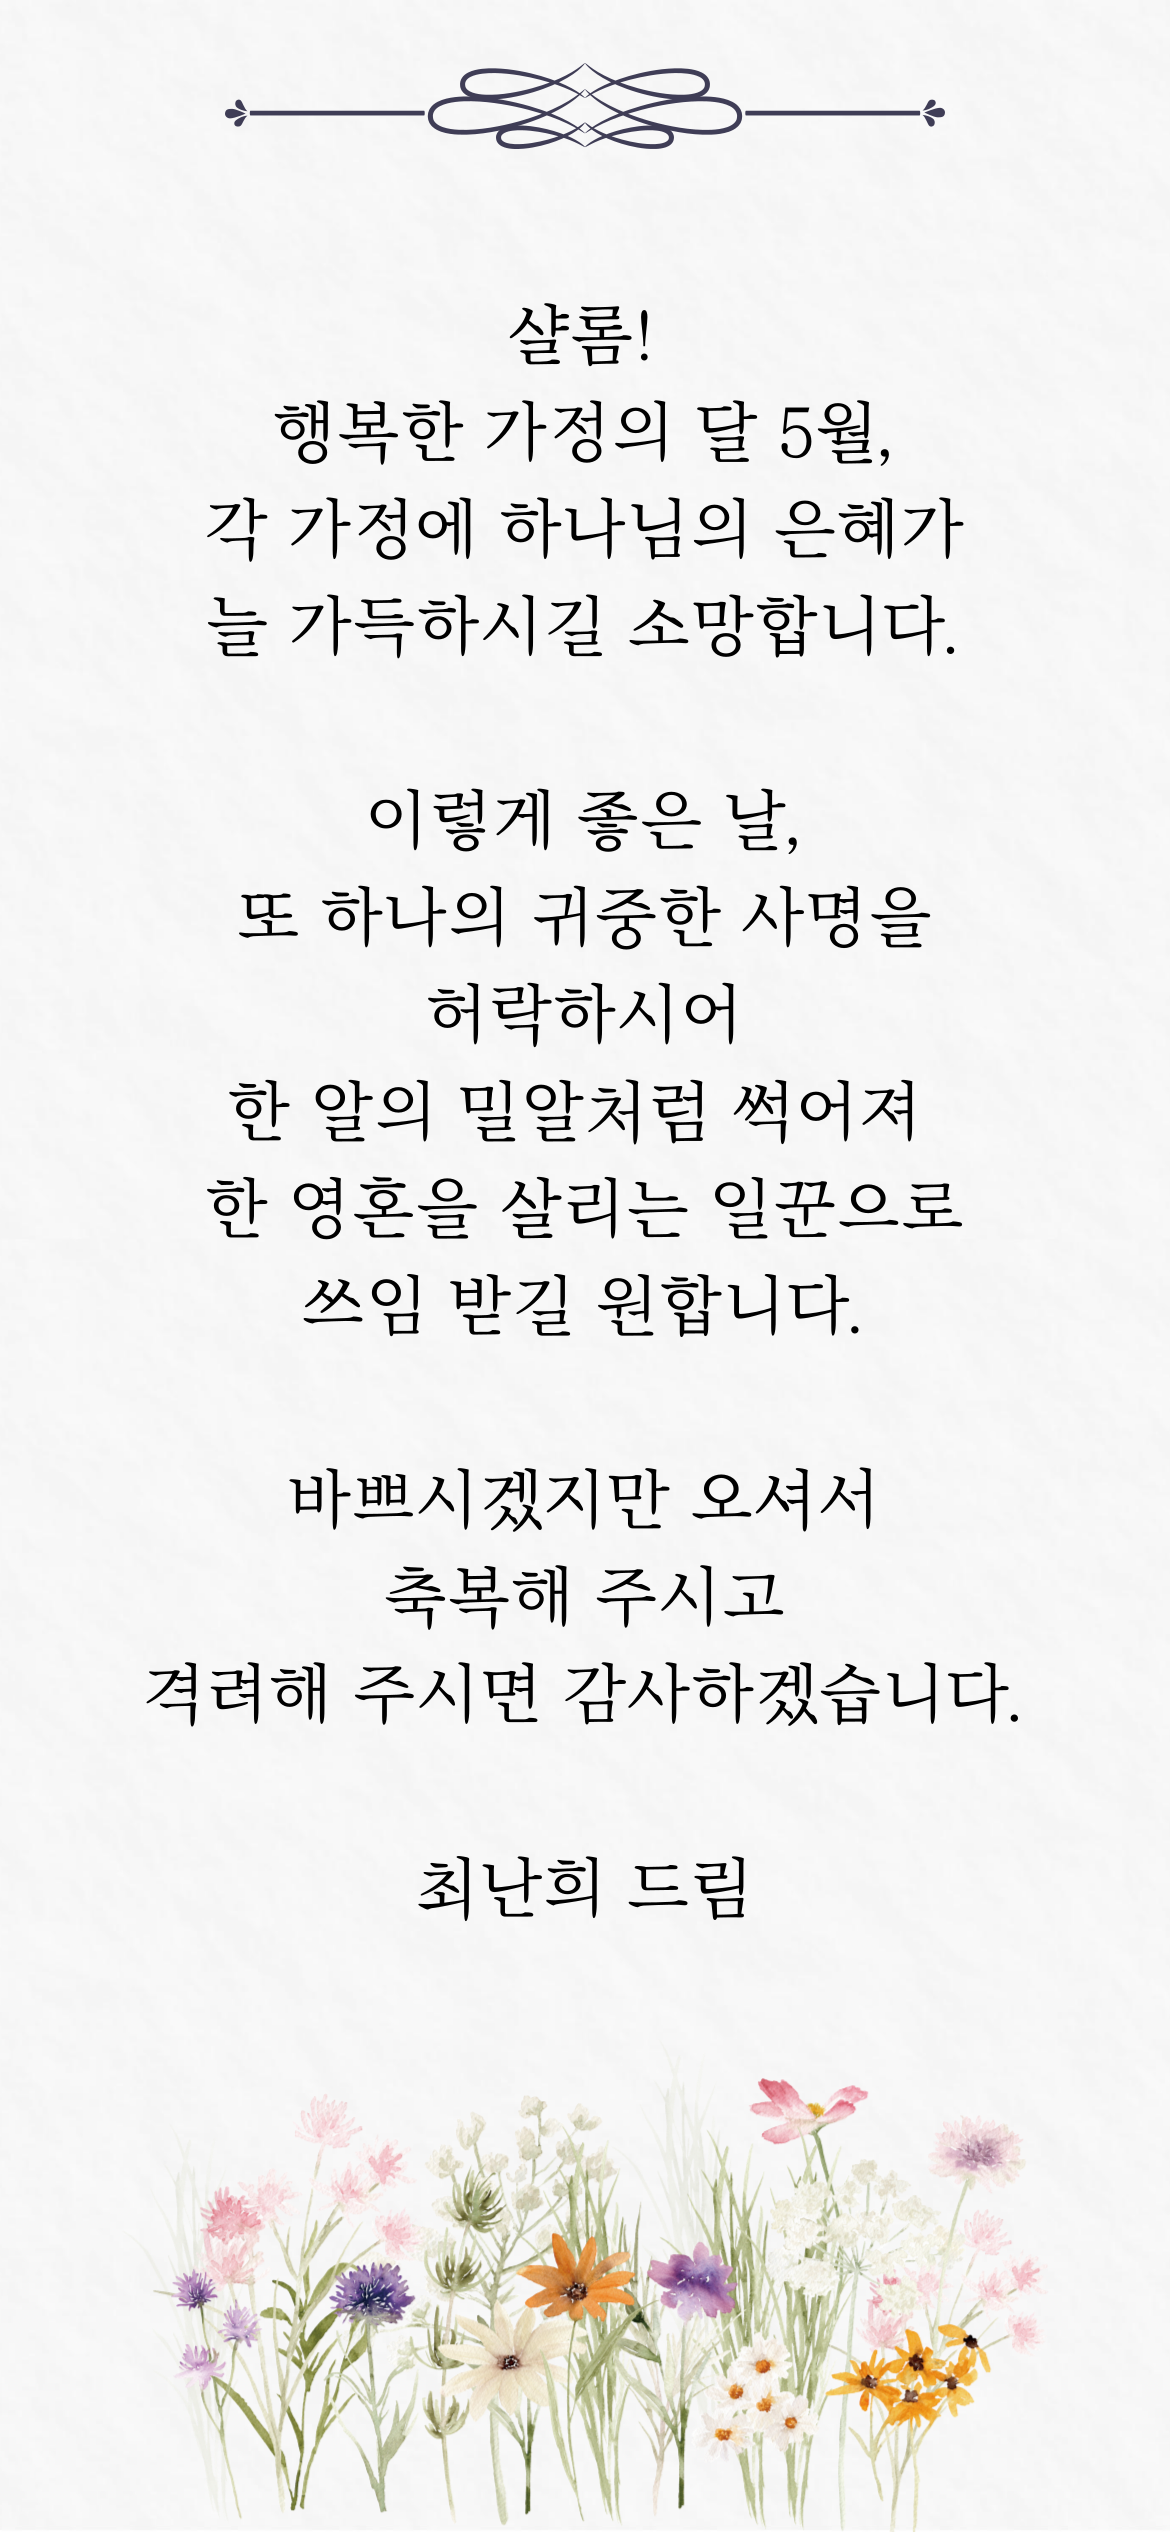 샬롬!
행복한 가정의 달 5월,
각 가정에 하나님의 은혜가
늘 가득하시길 소망합니다.
이렇게 좋은 날,
또 하나의 귀중한 사명을
허락하시어
한 알의 밀알처럼 썩어져
한 영혼을 살리는 일꾼으로
쓰임 받길 원합니다.
바쁘시겠지만 오셔서
축복해 주시고
격려해 주시면 감사하겠습니다.
최난희 드림